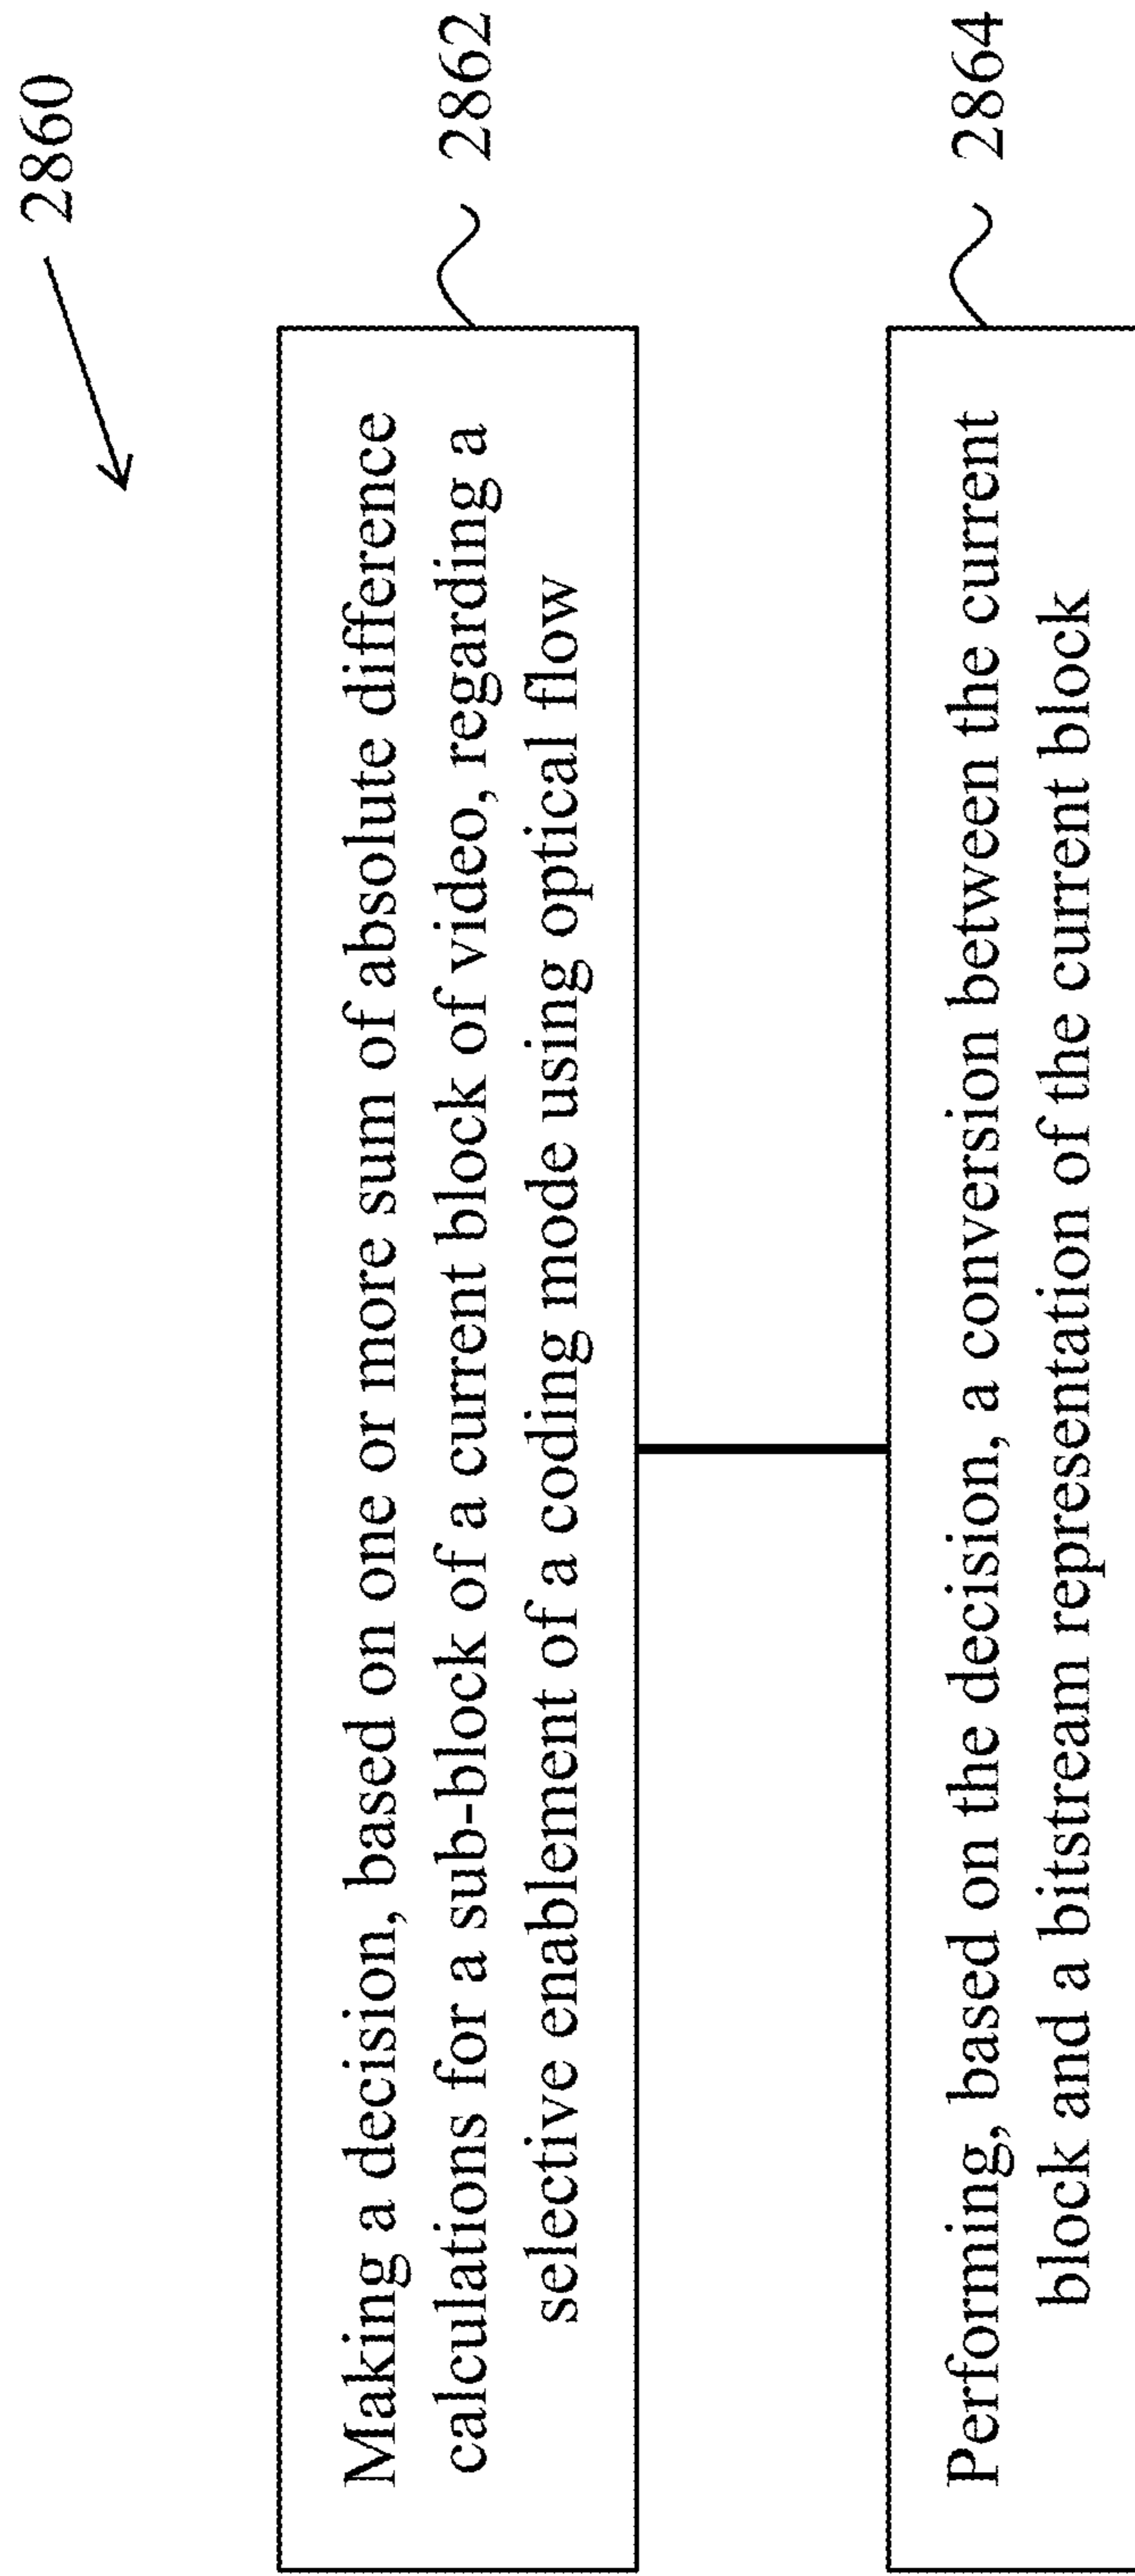 2860
Making a decision, based on one or more sum of absolute difference
calculations for a sub-block of a current block of video, regarding a
selective enablement of a coding mode using optical flow
2862
Performing, based on the decision, a conversion between the current
block and a bitstream representation of the current block
2864